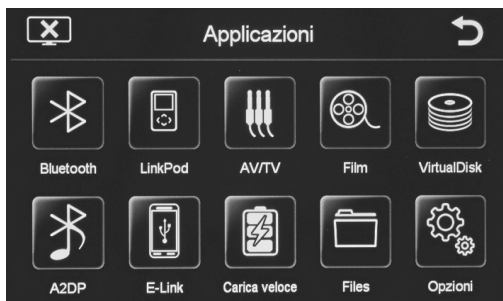 Applicazioni
Bluetooth LinkPod AV/TV Film VirtualDisk
A2DP E-Link Carica veloce Files Opzioni